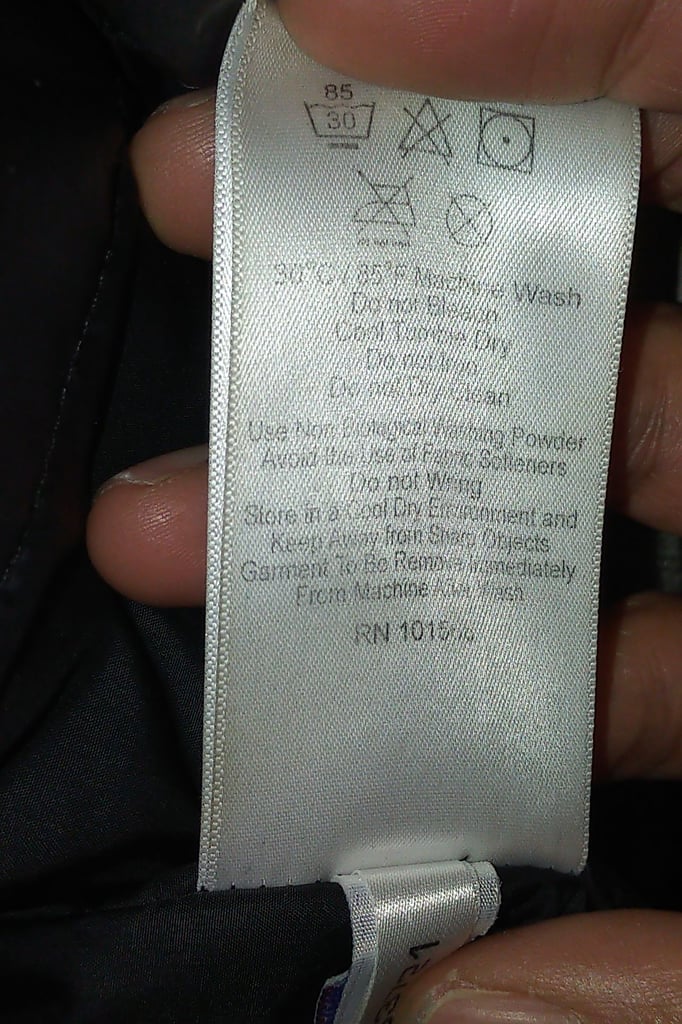 85
30
30°C / 85°F Machine Wash
Do not Bleach
Cool Tumble Dry
Do not Iron
Do not Dry Clean
Use Non Biological Washing Powder
Avoid the Use of Fabric Softeners
Do not Wring
Store in a Cool Dry Environment and
Keep Away from Sharp Objects
Garment To Be Remove Immediately
From Machine After Wash
RN